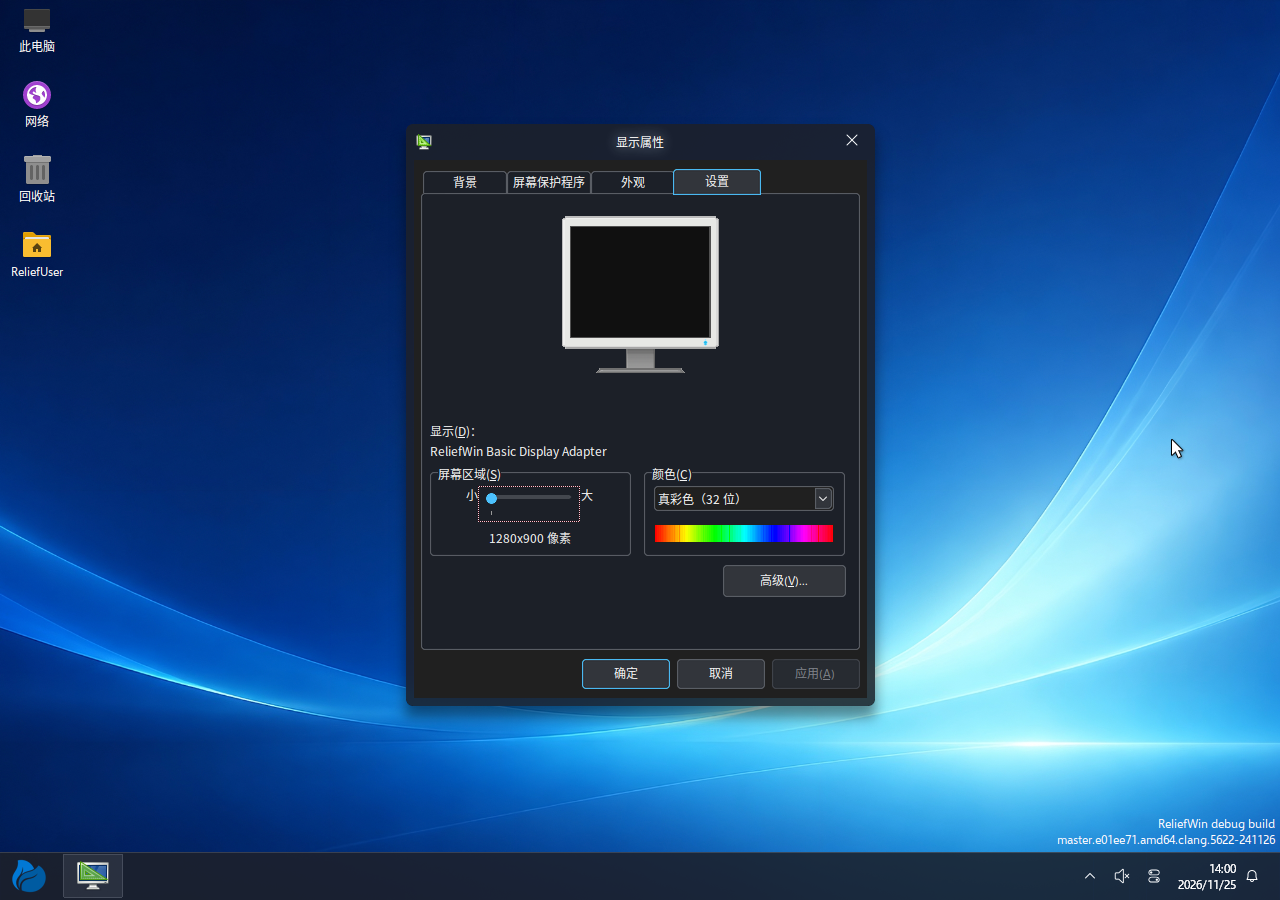 此电脑
网络
回收站
ReliefUser
显示属性
背景
屏幕保护程序
外观
设置
显示(D):
ReliefWin Basic Display Adapter
屏幕区域(S)
小
大
1280x900 像素
颜色(C)
真彩色（32 位）
高级(V)...
确定
取消
应用(A)
ReliefWin debug build
master.e01ee71.amd64.clang.5622-241126
14:00
2026/11/25